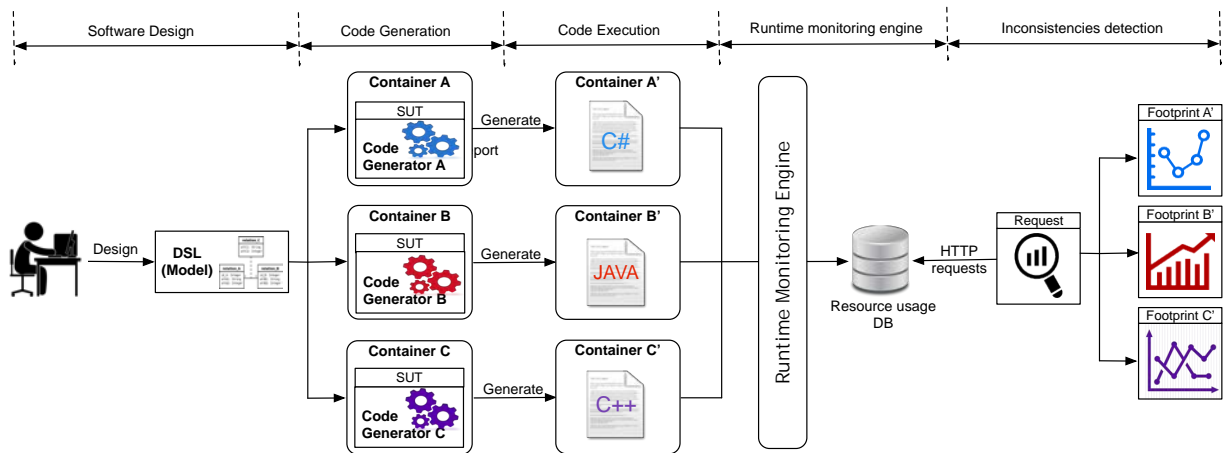 Software Design
Code Generation
Code Execution
Runtime monitoring engine
Inconsistencies detection
Container A
SUT
Code
Generator A
Generate
port
Container A'
C#
Container B
SUT
Code
Generator B
Generate
Container B'
JAVA
Container C
SUT
Code
Generator C
Generate
Container C'
C++
Design
DSL
(Model)
Runtime Monitoring Engine
Resource usage
DB
HTTP
requests
Request
Footprint A'
Footprint B'
Footprint C'